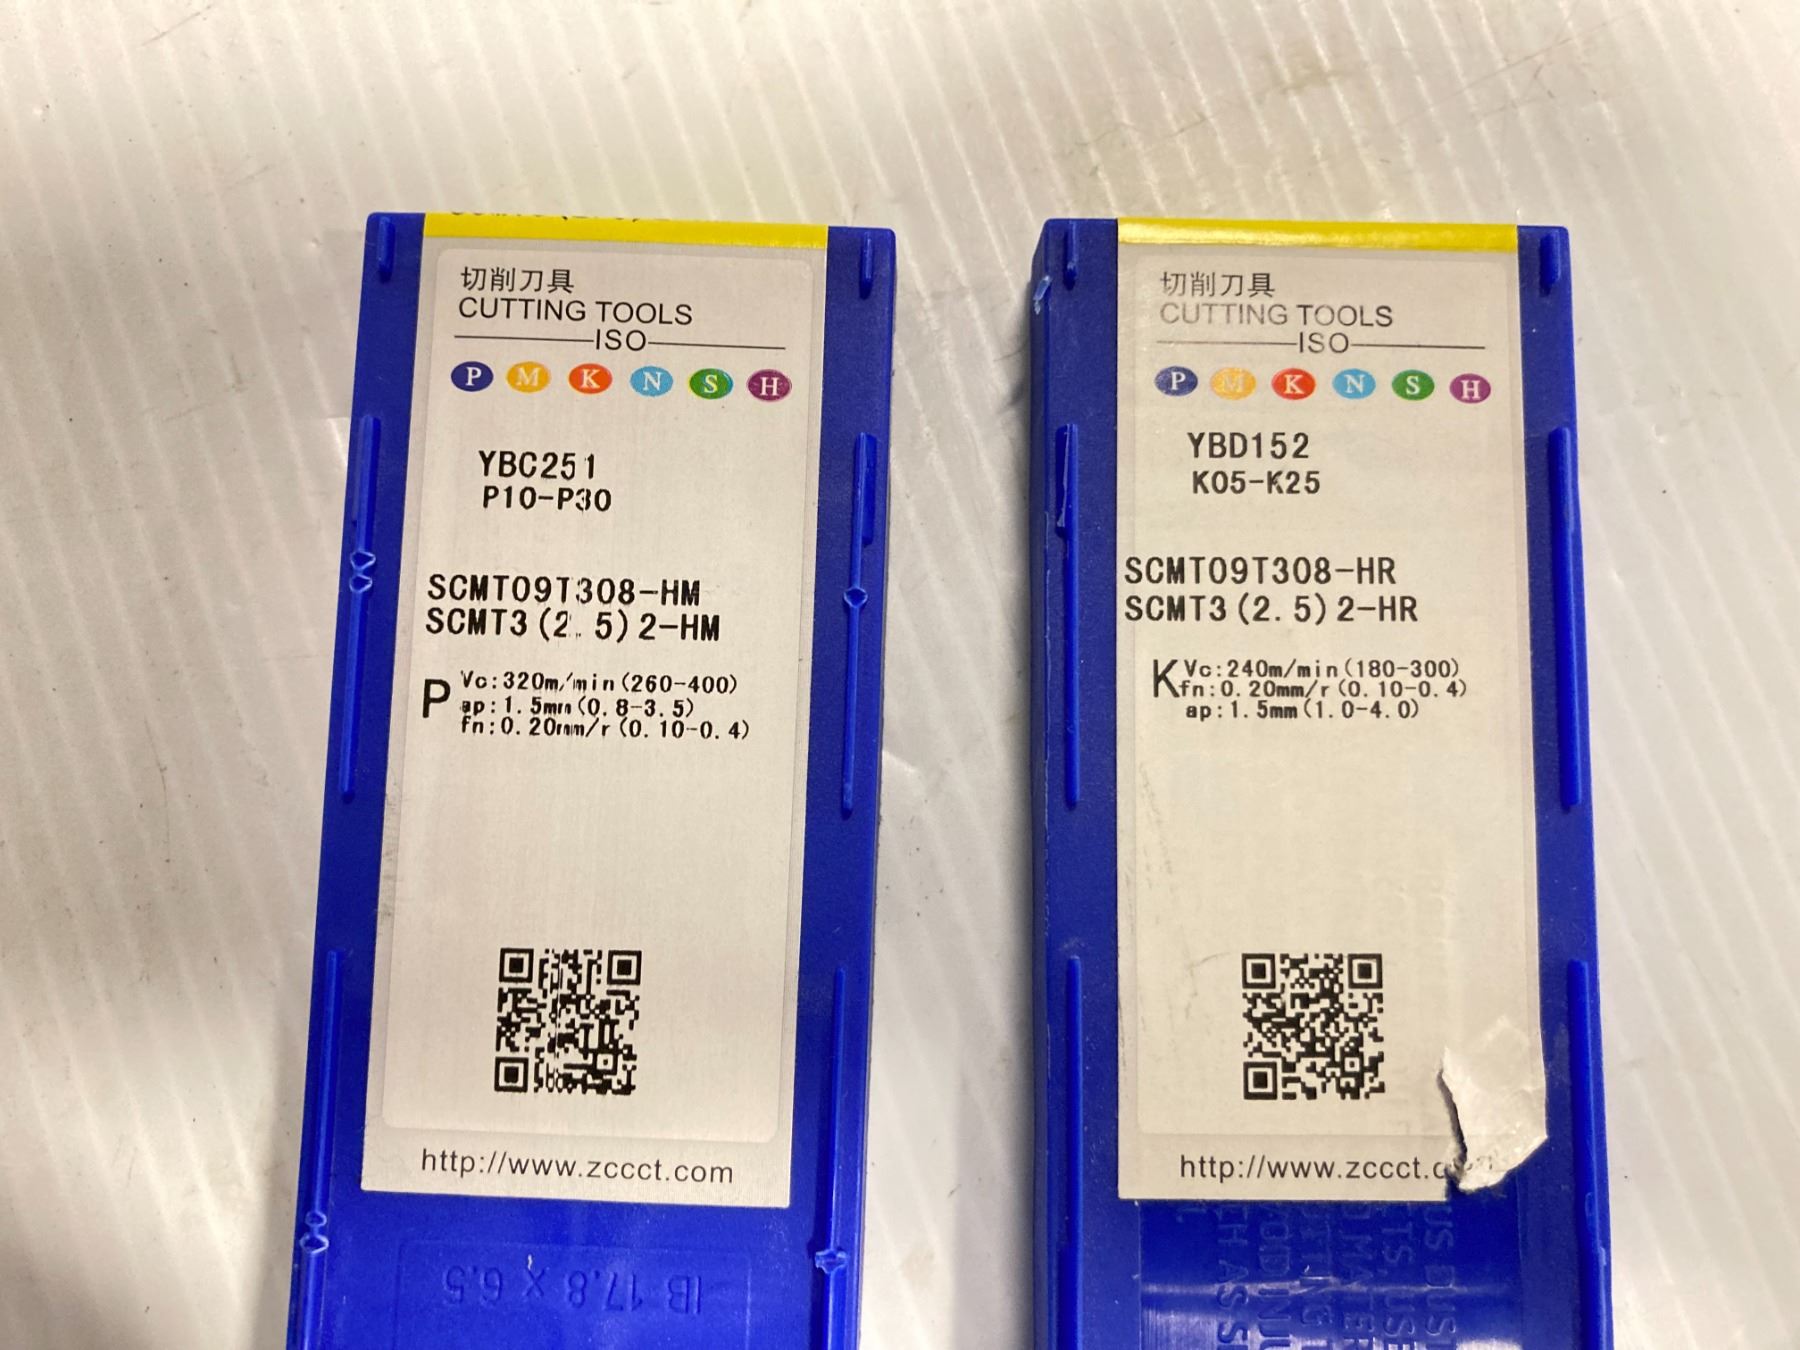 切削刀具
CUTTING TOOLS
ISO
P M K N S H
YBC251
P10-P30
SCMT09T308-HM
SCMT3(2.5)2-HM
P
Vc:320m/min(260-400)
ap:1.5mm(0.8-3.5)
fn:0.20mm/r(0.10-0.4)
http://www.zccct.com
IB 17.8 x 6.5
切削刀具
CUTTING TOOLS
ISO
P M K N S H
YBD152
K05-K25
SCMT09T308-HR
SCMT3(2.5)2-HR
K
Vc:240m/min(180-300)
fn:0.20mm/r(0.10-0.4)
ap:1.5mm(1.0-4.0)
http://www.zccct.